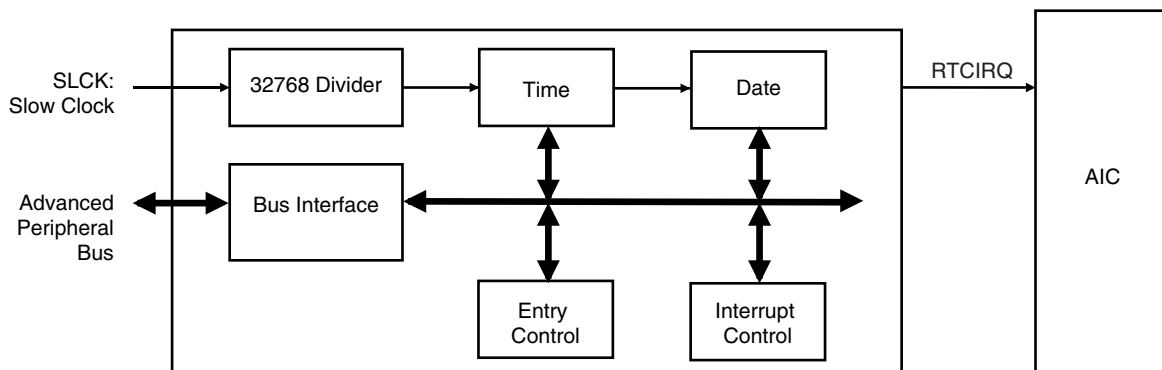 SLCK:
Slow Clock
32768 Divider
Time
Date
RTCIRQ
AIC
Advanced
Peripheral
Bus
Bus Interface
Entry
Control
Interrupt
Control